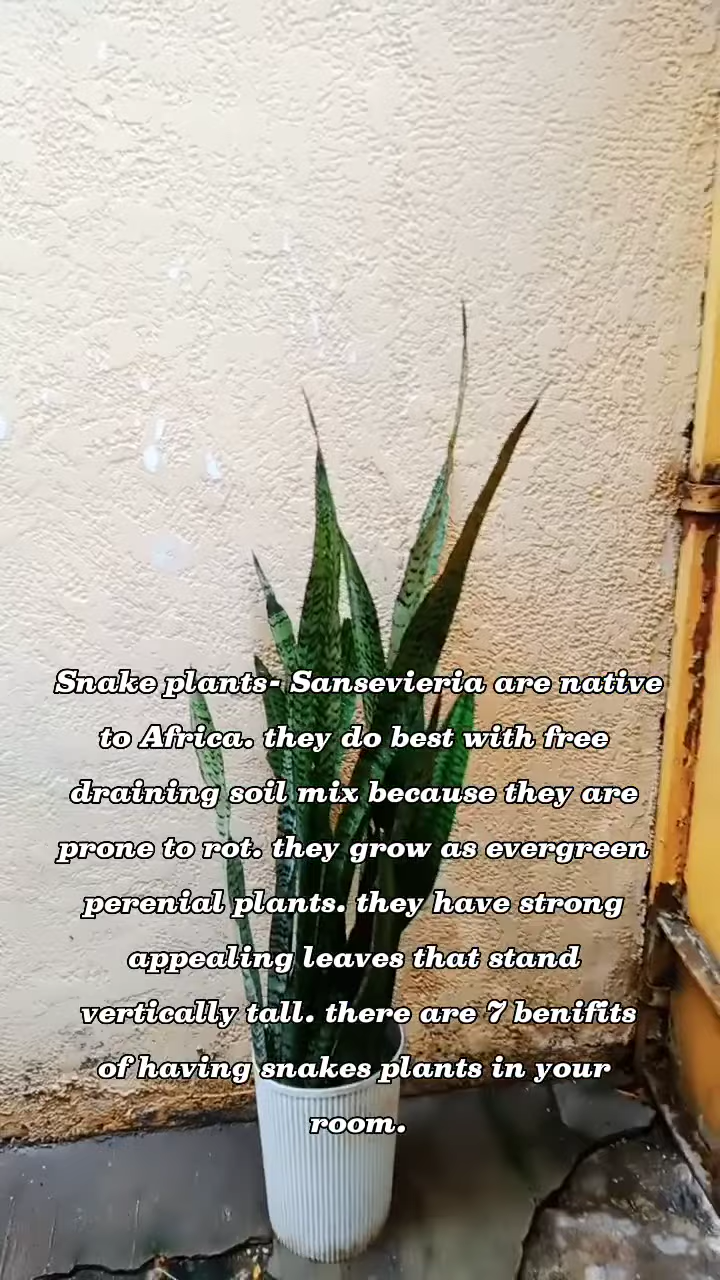 Snake plants- Sansevieria are native
to Africa. they do best with free
draining soil mix because they are
prone to rot. they grow as evergreen
perenial plants. they have strong
appealing leaves that stand
vertically tall. there are 7 benifits
of having snakes plants in your
room.